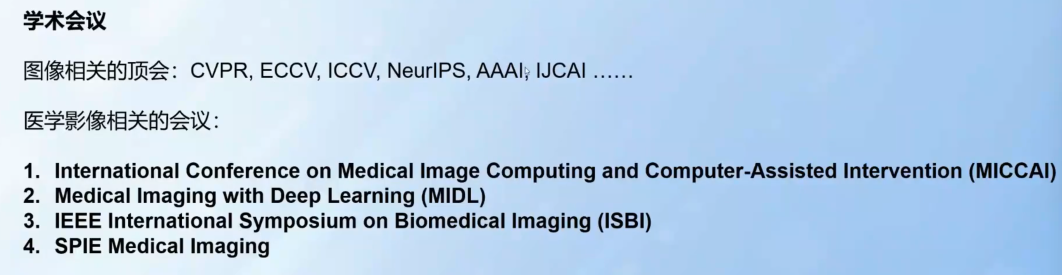 学术会议
图像相关的顶会：CVPR, ECCV, ICCV, NeurIPS, AAAI, IJCAI ……
医学影像相关的会议：
1. International Conference on Medical Image Computing and Computer-Assisted Intervention (MICCAI)
2. Medical Imaging with Deep Learning (MIDL)
3. IEEE International Symposium on Biomedical Imaging (ISBI)
4. SPIE Medical Imaging